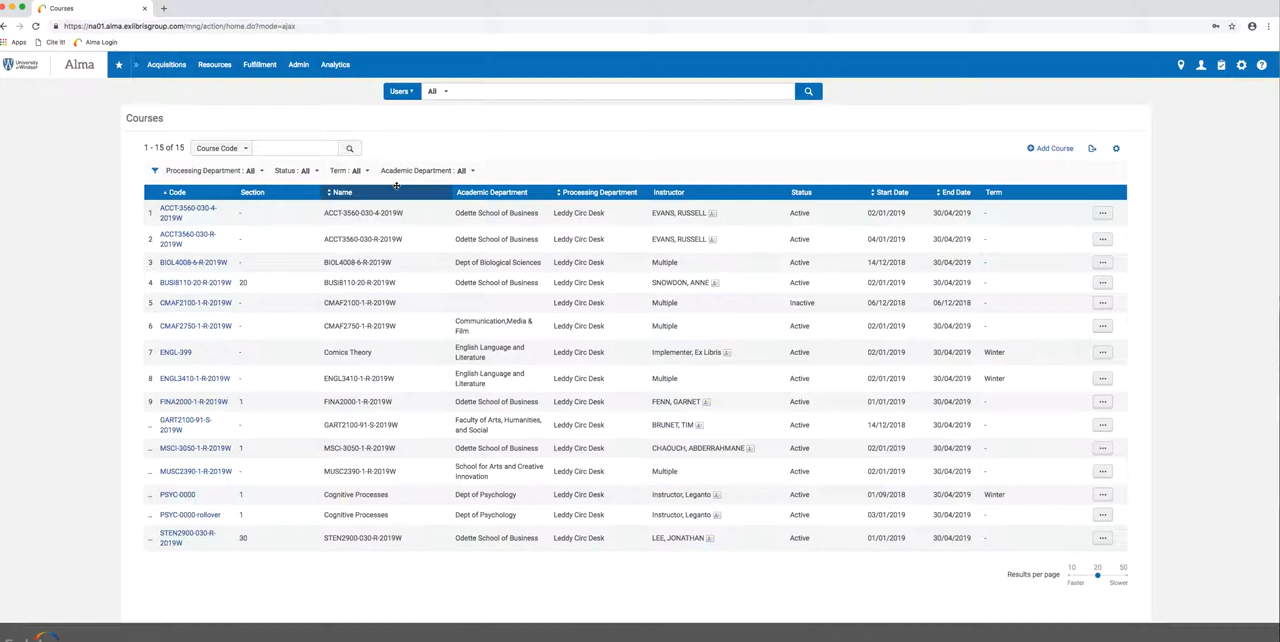 Courses
https://na01.alma.exlibrisgroup.com/mng/action/home.do?mode=ajax
Apps Cite it! Alma Login
University of Windsor Alma Acquisitions Resources Fulfillment Admin Analytics
Users All
Courses
1 - 15 of 15 Course Code Add Course
Processing Department : All Status : All Term : All Academic Department : All
Code Section Name Academic Department Processing Department Instructor Status Start Date End Date Term
1 ACCT-3560-030-4-2019W - ACCT-3560-030-4-2019W Odette School of Business Leddy Circ Desk EVANS, RUSSELL Active 02/01/2019 30/04/2019 - ...
2 ACCT3560-030-R-2019W - ACCT3560-030-R-2019W Odette School of Business Leddy Circ Desk EVANS, RUSSELL Active 04/01/2019 30/04/2019 - ...
3 BIOL4008-6-R-2019W - BIOL4008-6-R-2019W Dept of Biological Sciences Leddy Circ Desk Multiple Active 14/12/2018 30/04/2019 - ...
4 BUSI8110-20-R-2019W 20 BUSI8110-20-R-2019W Odette School of Business Leddy Circ Desk SNOWDON, ANNE Active 02/01/2019 30/04/2019 - ...
5 CMAF2100-1-R-2019W - CMAF2100-1-R-2019W Leddy Circ Desk Multiple Inactive 06/12/2018 06/12/2018 - ...
6 CMAF2750-1-R-2019W - CMAF2750-1-R-2019W Communication,Media & Film Leddy Circ Desk Multiple Active 02/01/2019 30/04/2019 - ...
7 ENGL-399 - Comics Theory English Language and Literature Leddy Circ Desk Implementer, Ex Libris Active 02/01/2019 30/04/2019 Winter ...
8 ENGL3410-1-R-2019W - ENGL3410-1-R-2019W English Language and Literature Leddy Circ Desk Multiple Active 02/01/2019 30/04/2019 Winter ...
9 FINA2000-1-R-2019W 1 FINA2000-1-R-2019W Odette School of Business Leddy Circ Desk FENN, GARNET Active 01/01/2019 30/04/2019 - ...
.. GART2100-91-S-2019W - GART2100-91-S-2019W Faculty of Arts, Humanities, and Social Leddy Circ Desk BRUNET, TIM Active 14/12/2018 30/04/2019 - ...
.. MSCI-3050-1-R-2019W 1 MSCI-3050-1-R-2019W Odette School of Business Leddy Circ Desk CHAOUCH, ABDERRAHMANE Active 02/01/2019 30/04/2019 - ...
.. MUSC2390-1-R-2019W - MUSC2390-1-R-2019W School for Arts and Creative Innovation Leddy Circ Desk Multiple Active 02/01/2019 30/04/2019 - ...
.. PSYC-0000 1 Cognitive Processes Dept of Psychology Leddy Circ Desk Instructor, Leganto Active 01/09/2018 30/04/2019 Winter ...
.. PSYC-0000-rollover 1 Cognitive Processes Dept of Psychology Leddy Circ Desk Instructor, Leganto Active 03/01/2019 30/04/2019 - ...
.. STEN2900-030-R-2019W 30 STEN2900-030-R-2019W Odette School of Business Leddy Circ Desk LEE, JONATHAN Active 01/01/2019 30/04/2019 - ...
Results per page 10 20 50
Faster Slower